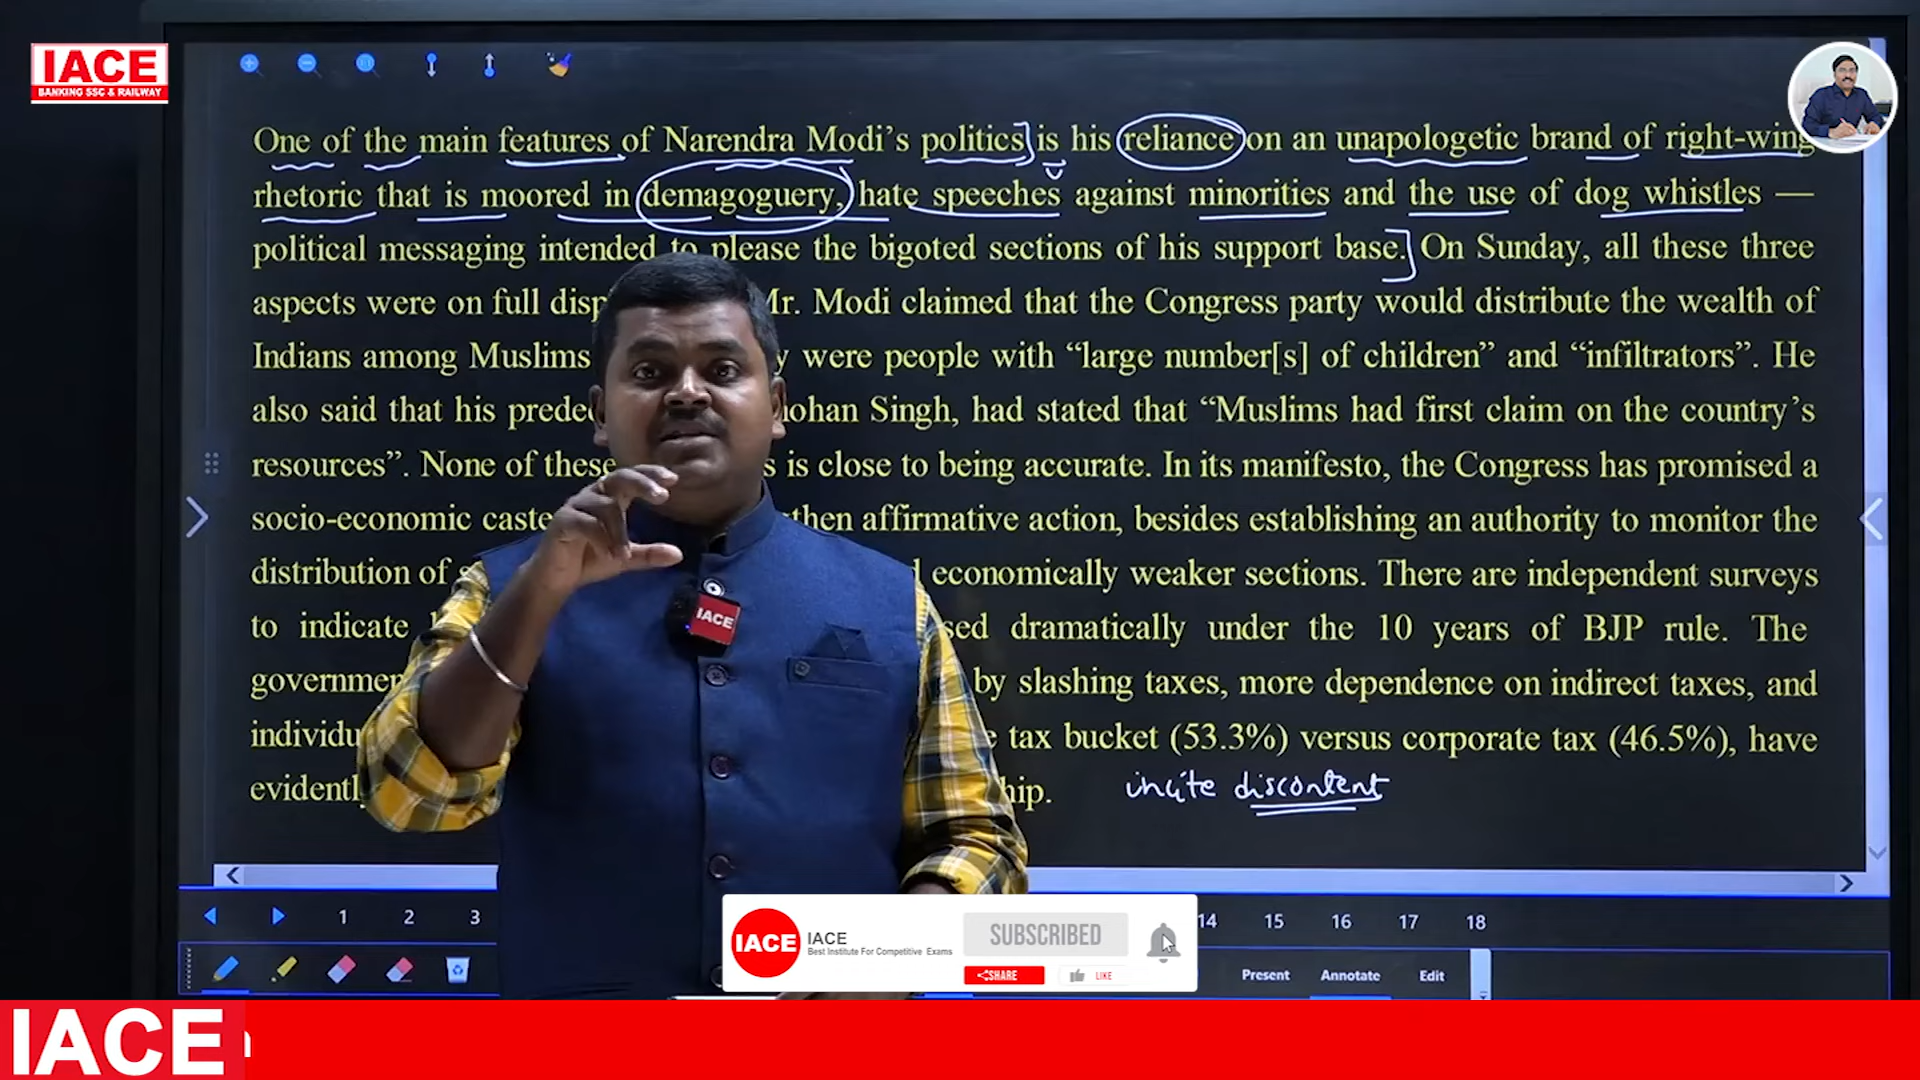 IACE
BANKING SSC & RAILWAY
One of the main features of Narendra Modi's politics is his reliance on an unapologetic brand of right-wing
rhetoric that is moored in demagoguery, hate speeches against minorities and the use of dog whistles —
political messaging intended to please the bigoted sections of his support base. On Sunday, all these three
aspects were on full Mr. Modi claimed that the Congress party would distribute the wealth of
Indians among Muslims were people with “large number[s] of children” and “infiltrators”. He
also said that his Singh, had stated that “Muslims had first claim on the country's
resources”. None of these is close to being accurate. In its manifesto, the Congress has promised a
socio-economic caste affirmative action, besides establishing an authority to monitor the
distribution of economically weaker sections. There are independent surveys
to indicate dramatically under the 10 years of BJP rule. The
by slashing taxes, more dependence on indirect taxes, and
tax bucket (53.3%) versus corporate tax (46.5%), have
incite discontent
IACE
1 2 3 14 15 16 17 18
IACE
IACE
Best Institute For Competitive Exams
SUBSCRIBED
SHARE
LIKE
Present Annotate Edit
IACE